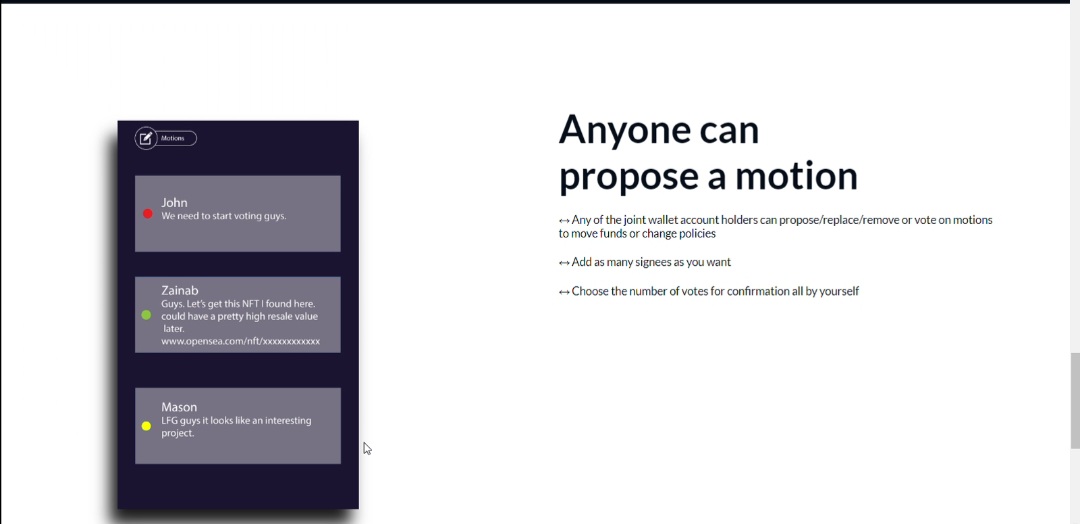 Motions
John
We need to start voting guys.
Zainab
Guys. Let's get this NFT I found here.
could have a pretty high resale value
later.
www.opensea.com/nft/xxxxxxxxxxxx
Mason
LFG guys it looks like an interesting
project.
Anyone can
propose a motion
↔ Any of the joint wallet account holders can propose/replace/remove or vote on motions
to move funds or change policies
↔ Add as many signees as you want
↔ Choose the number of votes for confirmation all by yourself